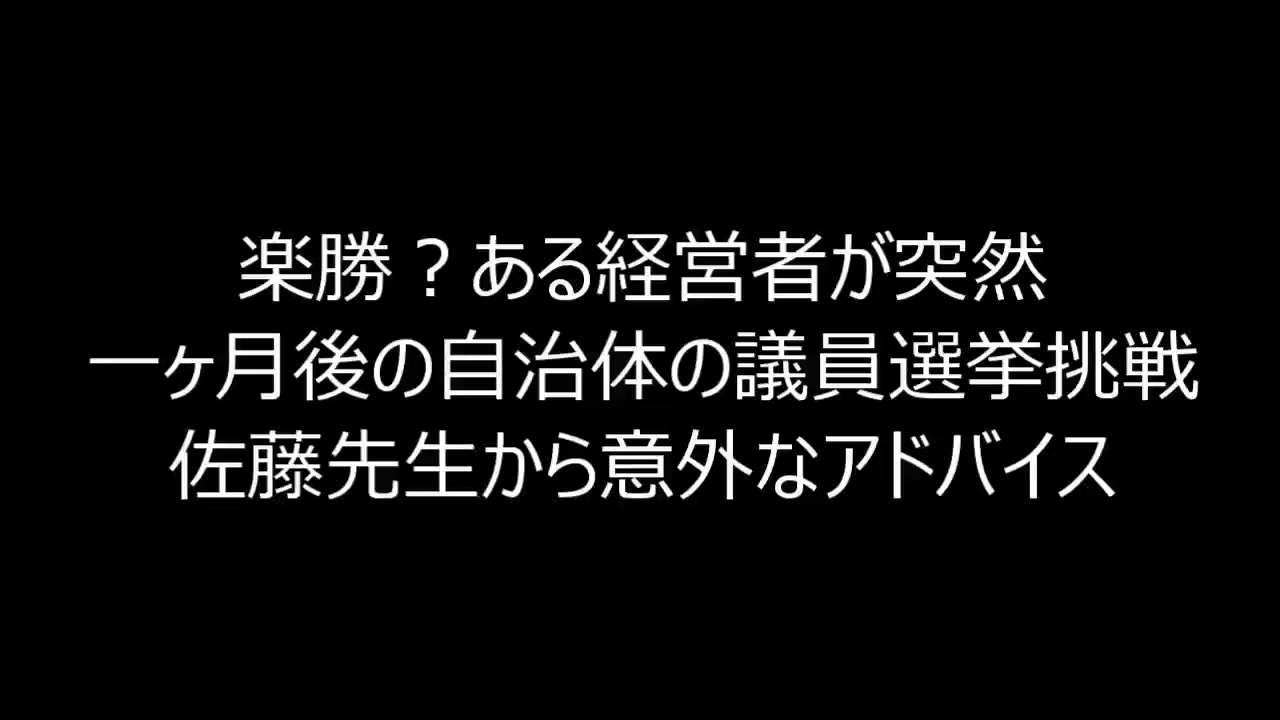 楽勝？ある経営者が突然
一ヶ月後の自治体の議員選挙挑戦
佐藤先生から意外なアドバイス